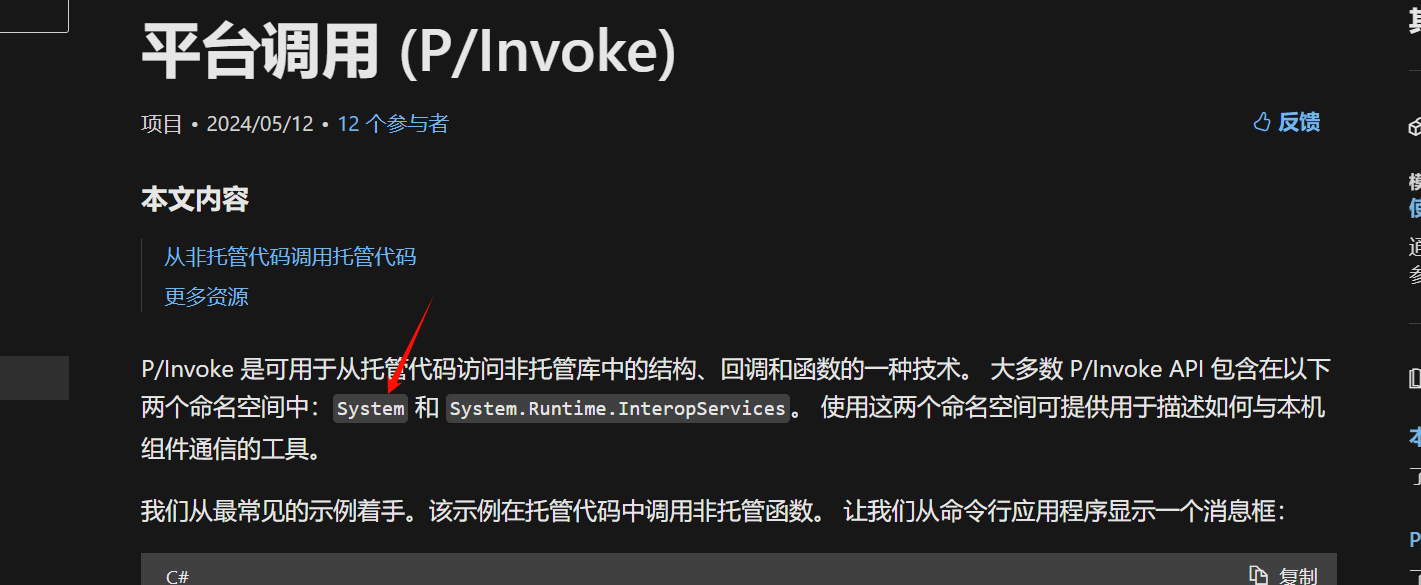 平台调用 (P/Invoke)
项目 • 2024/05/12 • 12 个参与者
反馈
本文内容
从非托管代码调用托管代码
更多资源
P/Invoke 是可用于从托管代码访问非托管库中的结构、回调和函数的一种技术。 大多数 P/Invoke API 包含在以下
两个命名空间中：System 和 System.Runtime.InteropServices。 使用这两个命名空间可提供用于描述如何与本机
组件通信的工具。
我们从最常见的示例着手。该示例在托管代码中调用非托管函数。 让我们从命令行应用程序显示一个消息框：
C#
复制